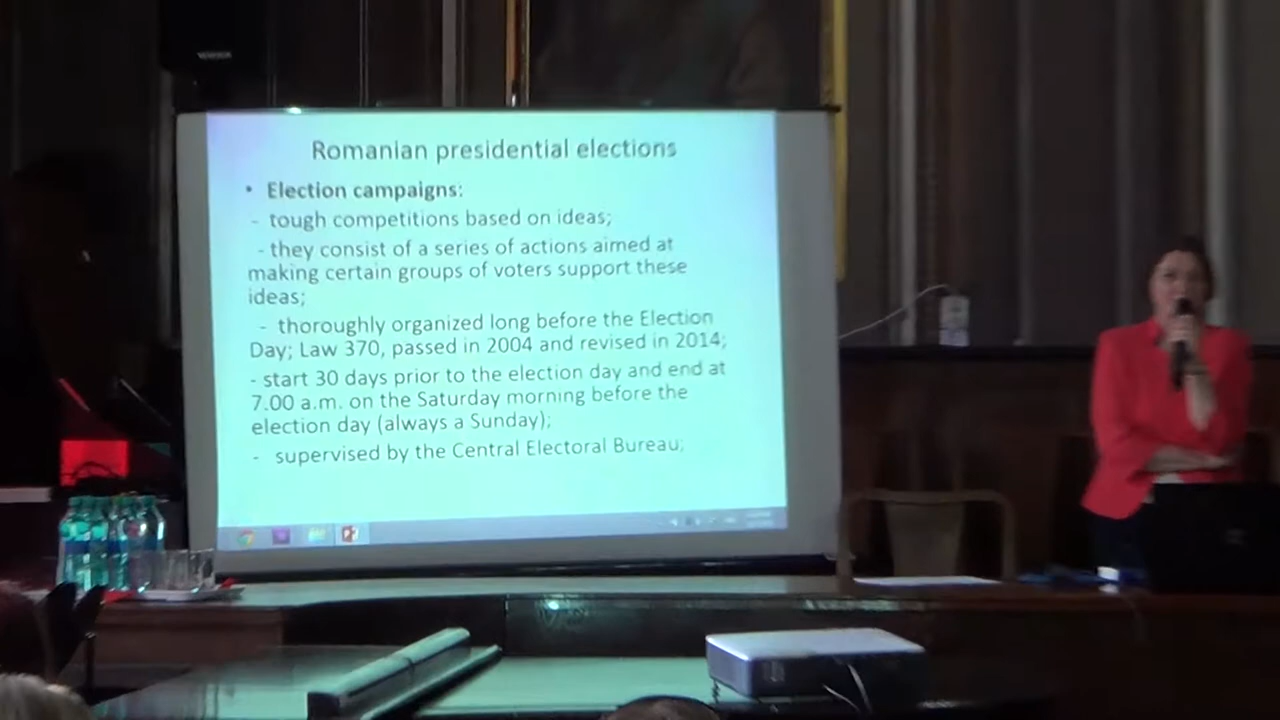 Romanian presidential elections
• Election campaigns:
- tough competitions based on ideas;
- they consist of a series of actions aimed at
making certain groups of voters support these
ideas;
- thoroughly organized long before the Election
Day; Law 370, passed in 2004 and revised in 2014;
- start 30 days prior to the election day and end at
7.00 a.m. on the Saturday morning before the
election day (always a Sunday);
- supervised by the Central Electoral Bureau;